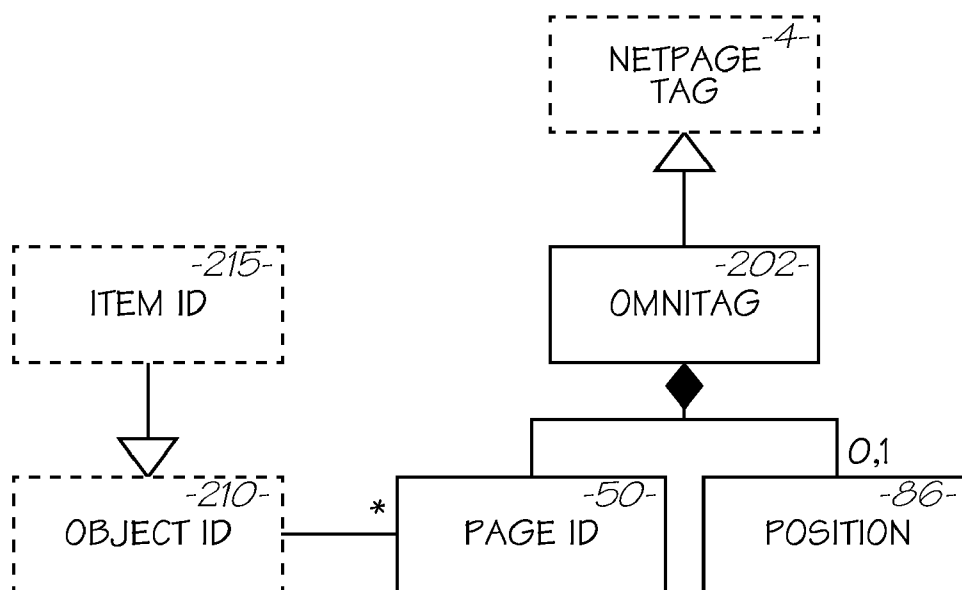 -4-
NETPAGE
TAG
-215-
ITEM ID
-202-
OMNITAG
0,1
-210-
OBJECT ID
*
-50-
PAGE ID
-86-
POSITION